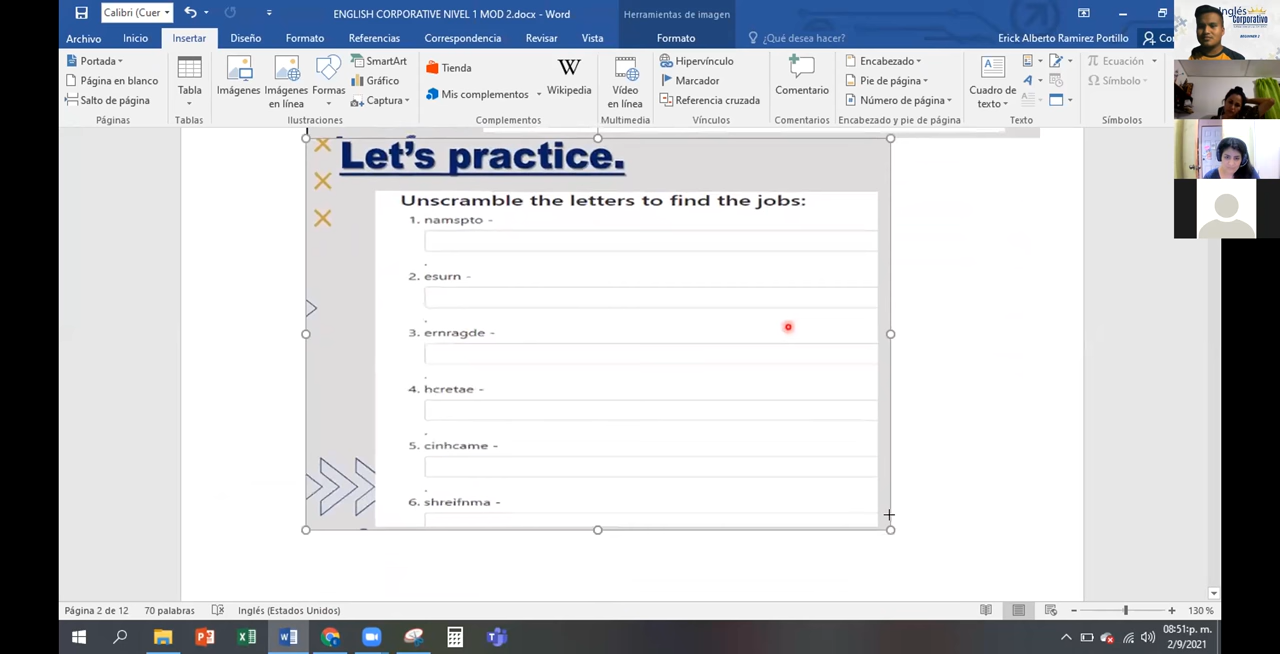 Calibri (Cuer
ENGLISH CORPORATIVE NIVEL 1 MOD 2.docx - Word
Herramientas de imagen
Archivo Inicio Insertar Diseño Formato Referencias Correspondencia Revisar Vista Formato ¿Qué desea hacer? Erick Alberto Ramirez Portillo
Portada
Página en blanco
Salto de página
Páginas
Tabla
Tablas
Imágenes
Imágenes en línea
Formas
SmartArt
Gráfico
Captura
Ilustraciones
Tienda
Mis complementos
W
Wikipedia
Complementos
Vídeo en línea
Multimedia
Hipervínculo
Marcador
Referencia cruzada
Vínculos
Comentario
Comentarios
Encabezado
Pie de página
Número de página
Encabezado y pie de página
Cuadro de texto
Texto
Ecuación
Símbolo
Símbolos
Inglés
Corporativo
Let's practice.
Unscramble the letters to find the jobs:
1. namspto -
2. esurn -
3. ernragde -
4. hcretae -
5. cinhcame -
6. shreifnma -
Página 2 de 12 70 palabras Inglés (Estados Unidos) 130 %
08:51 p. m.
2/9/2021